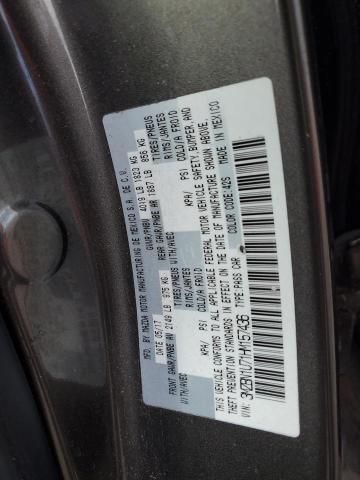 MFD. BY MAZDA MOTOR MANUFACTURING DE MEXICO S.A. DE C.V.
DATE 05/17 GVWR/PNBV 4019 LB 1823 KG
FRONT GAWR/PNBE AV 2149 LB 975 KG REAR GAWR/PNBE AR 1887 LB 856 KG
WITH/AVEC TIRES/PNEUS WITH/AVEC TIRES/PNEUS
RIMS/JANTES RIMS/JANTES
KPA/ PSI COLD/A FROID KPA/ PSI COLD/A FROID
THIS VEHICLE CONFORMS TO ALL APPLICABLE FEDERAL MOTOR VEHICLE SAFETY, BUMPER, AND
THEFT PREVENTION STANDARDS IN EFFECT ON THE DATE OF MANUFACTURE SHOWN ABOVE.
VIN: 3MZBN1U71HM157436 TYPE: PASS CAR COLOR CODE: 42S MADE IN MEXICO